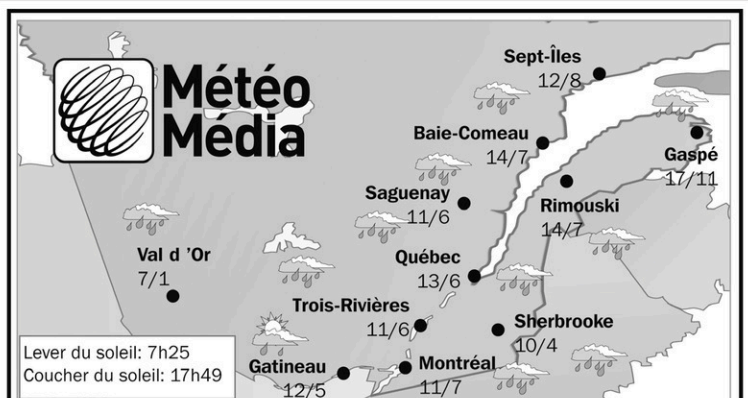 Météo
Média
Sept-Îles
12/8
Baie-Comeau
14/7
Gaspé
17/11
Saguenay
11/6
Rimouski
14/7
Val d 'Or
7/1
Québec
13/6
Trois-Rivières
11/6
Sherbrooke
10/4
Gatineau
12/5
Montréal
11/7
Lever du soleil: 7h25
Coucher du soleil: 17h49